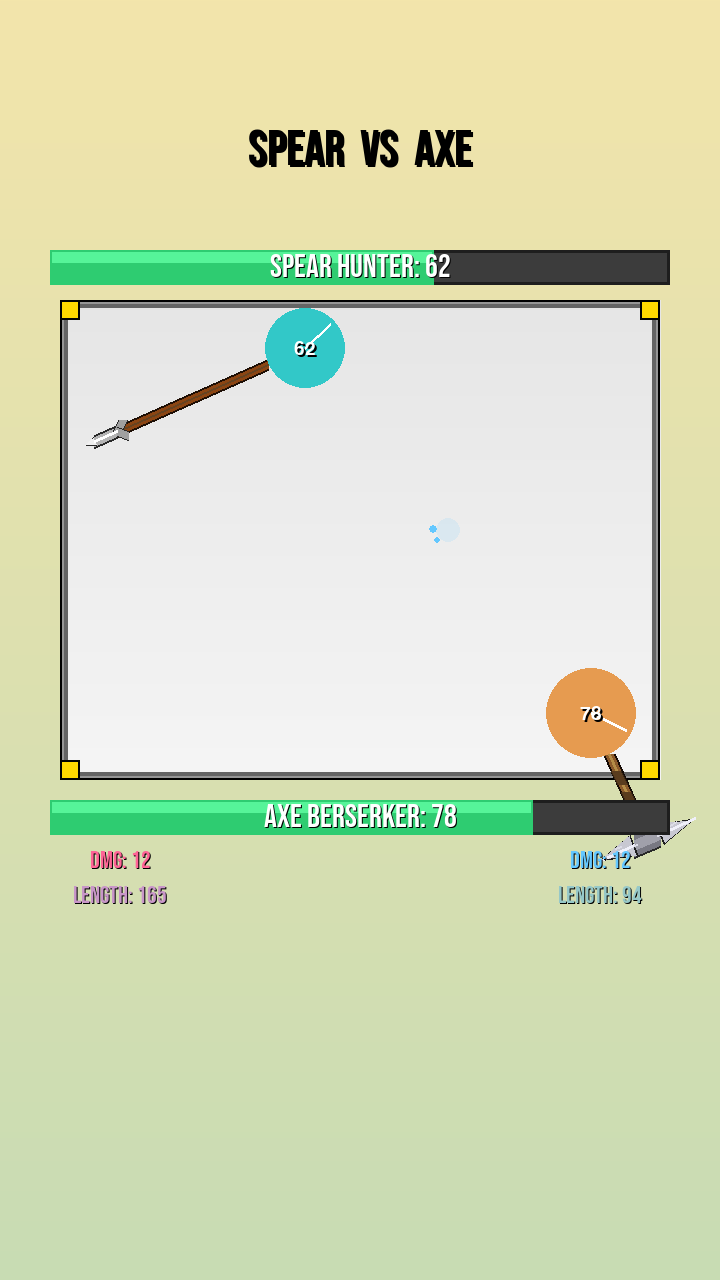 SPEAR VS AXE
SPEAR HUNTER: 62
62
78
AXE BERSERKER: 78
DMG: 12
DMG: 12
LENGTH: 165
LENGTH: 94